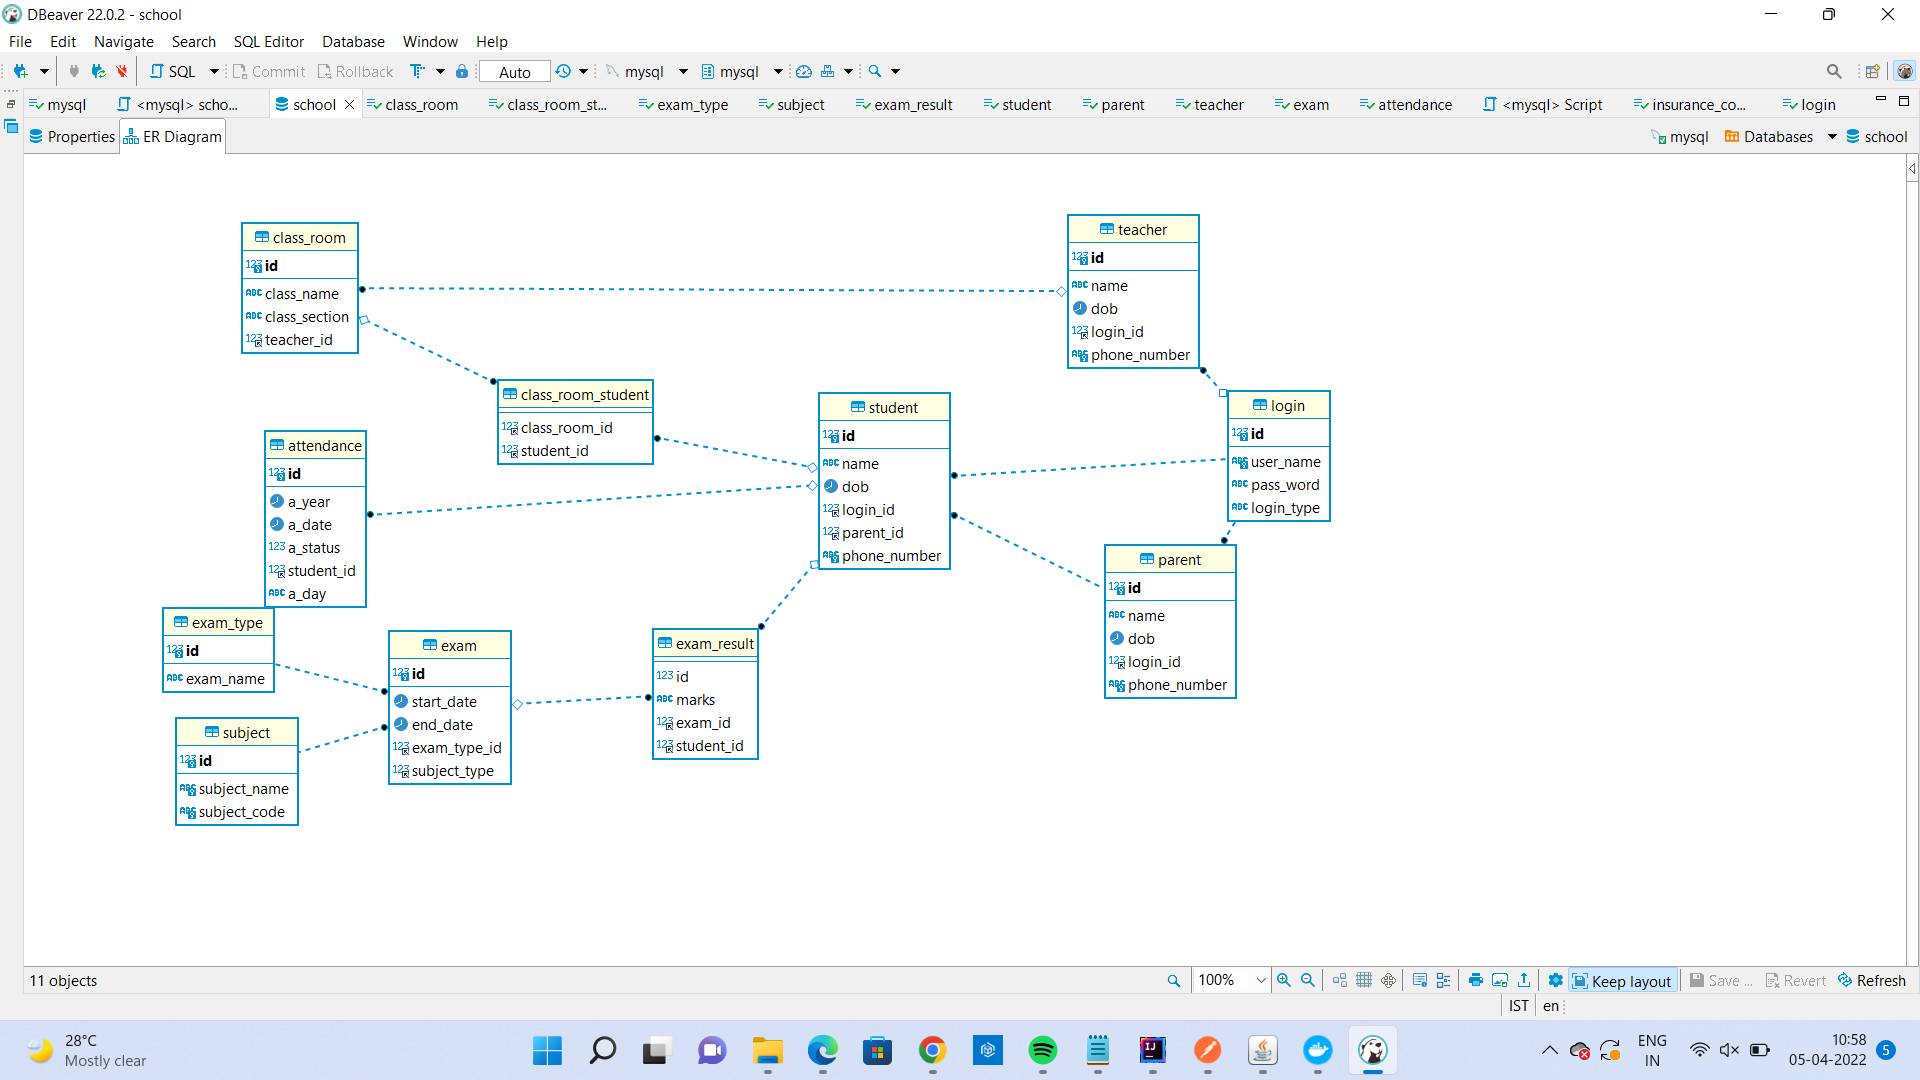 DBeaver 22.0.2 - school
File Edit Navigate Search SQL Editor Database Window Help
SQL Commit Rollback Auto mysql mysql
mysql <mysql> scho... school class_room class_room_st... exam_type subject exam_result student parent teacher exam attendance <mysql> Script insurance_co... login
Properties ER Diagram mysql Databases school
class_room
id
class_name
class_section
teacher_id
teacher
id
name
dob
login_id
phone_number
class_room_student
class_room_id
student_id
student
id
name
dob
login_id
parent_id
phone_number
login
id
user_name
pass_word
login_type
attendance
id
a_year
a_date
a_status
student_id
a_day
parent
id
name
dob
login_id
phone_number
exam_type
id
exam_name
exam
id
start_date
end_date
exam_type_id
subject_type
exam_result
id
marks
exam_id
student_id
subject
id
subject_name
subject_code
11 objects 100% Keep layout Save ... Revert Refresh
IST en
28°C
Mostly clear
ENG
IN
10:58
05-04-2022
5